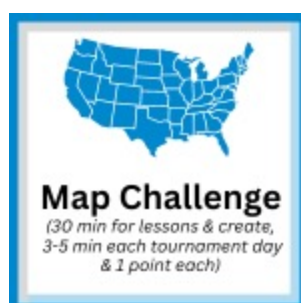 Map Challenge
(30 min for lessons & create,
3-5 min each tournament day
& 1 point each)